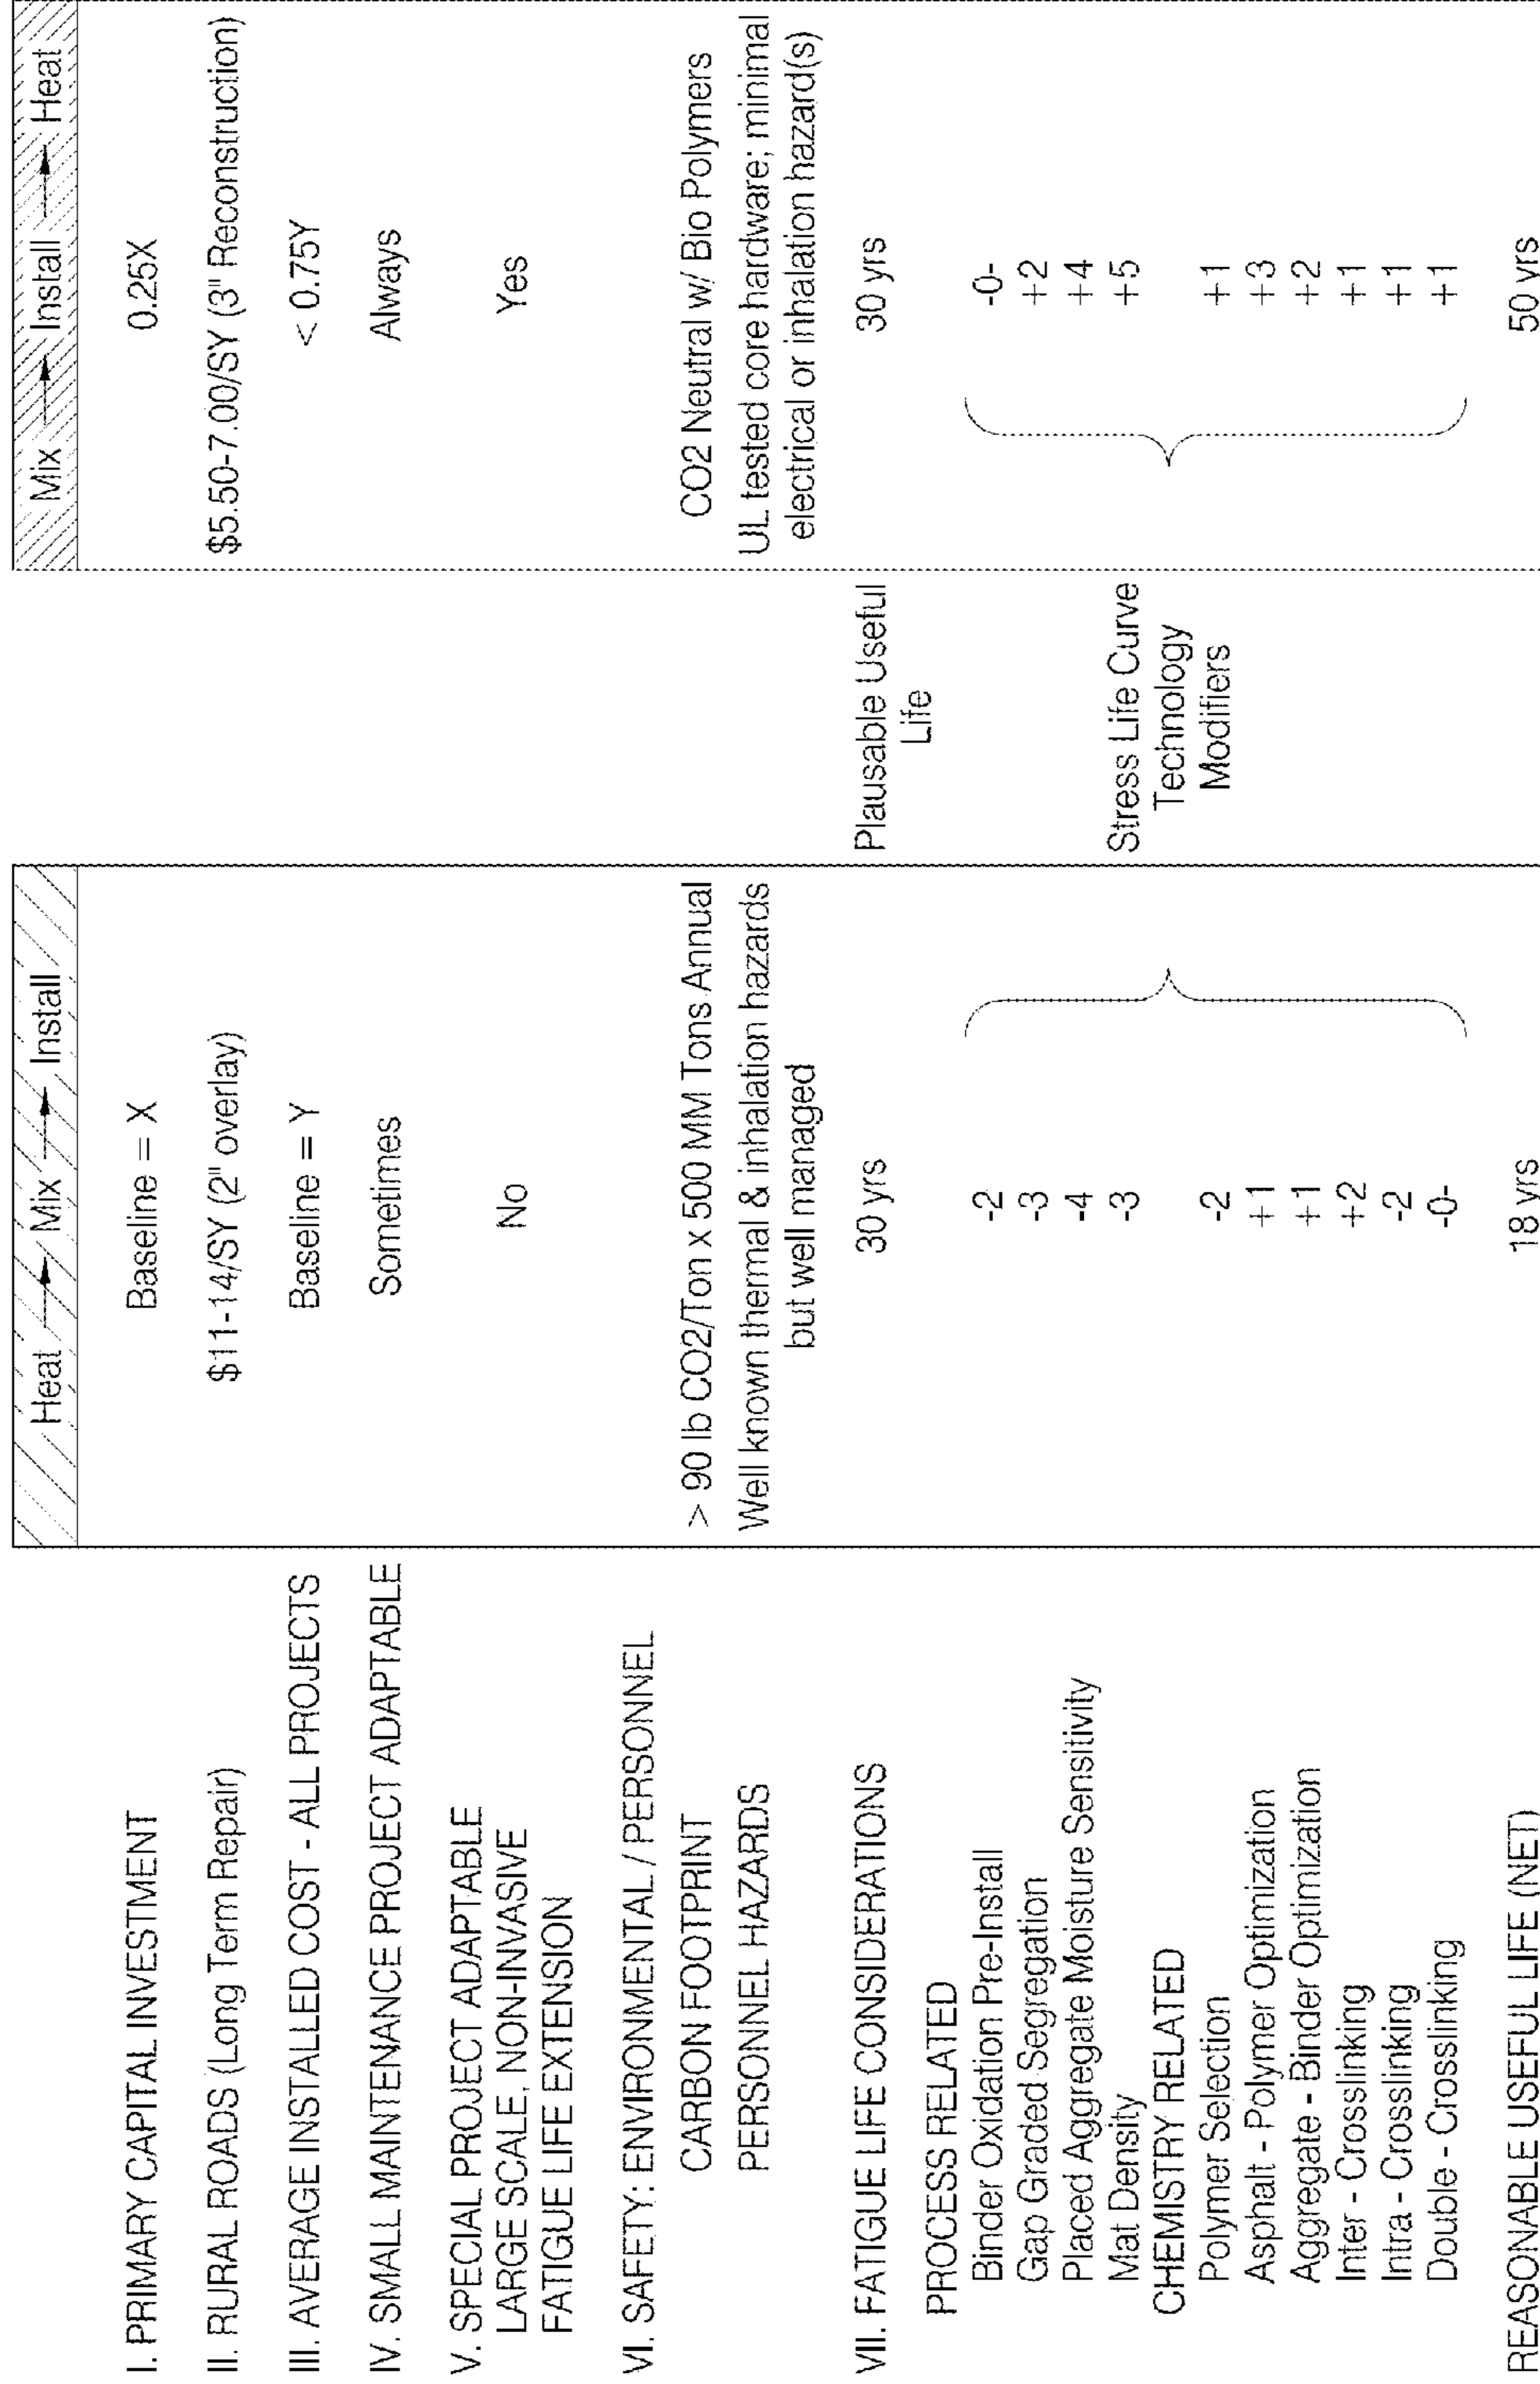 Heat → Mix → Install
Mix → Install → Heat
I. PRIMARY CAPITAL INVESTMENT
Baseline = X
0.25X
II. RURAL ROADS (Long Term Repair)
$11-14/SY (2" overlay)
$5.50-7.00/SY (3" Reconstruction)
III. AVERAGE INSTALLED COST - ALL PROJECTS
Baseline = Y
< 0.75Y
IV. SMALL MAINTENANCE PROJECT ADAPTABLE
Sometimes
Always
V. SPECIAL PROJECT ADAPTABLE
LARGE SCALE, NON-INVASIVE
FATIGUE LIFE EXTENSION
No
Yes
VI. SAFETY: ENVIRONMENTAL / PERSONNEL
CARBON FOOTPRINT
> 90 lb CO2/Ton x 500 MM Tons Annual
CO2 Neutral w/ Bio Polymers
PERSONNEL HAZARDS
Well known thermal & inhalation hazards
but well managed
UL tested core hardware; minimal
electrical or inhalation hazard(s)
VII. FATIGUE LIFE CONSIDERATIONS
30 yrs
Plausable Useful
Life
30 yrs
PROCESS RELATED
Binder Oxidation Pre-Install
-2
-0-
Gap Graded Segregation
-3
+2
Placed Aggregate Moisture Sensitivity
-4
+4
Mat Density
-3
+5
Stress Life Curve
Technology
Modifiers
CHEMISTRY RELATED
Polymer Selection
-2
+1
Asphalt - Polymer Optimization
+1
+3
Aggregate - Binder Optimization
+1
+2
Inter - Crosslinking
+2
+1
Intra - Crosslinking
-2
+1
Double - Crosslinking
-0-
+1
REASONABLE USEFUL LIFE (NET)
18 yrs
50 yrs